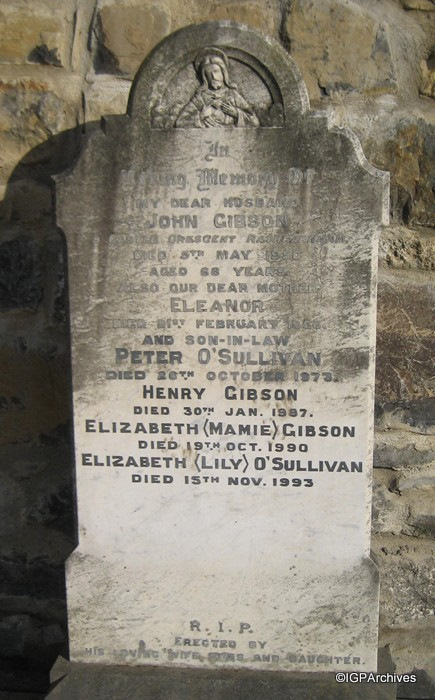 In
Loving Memory Of
MY DEAR HUSBAND
JOHN GIBSON
CRESCENT
DIED 5TH MAY
AGED 68 YEARS.
ALSO OUR DEAR MOTHER
ELEANOR
DIED 21ST FEBRUARY
AND SON-IN-LAW
PETER O'SULLIVAN
DIED 26TH OCTOBER 1973.
HENRY GIBSON
DIED 30TH JAN. 1987.
ELIZABETH (MAMIE) GIBSON
DIED 19TH OCT. 1990
ELIZABETH (LILY) O'SULLIVAN
DIED 15TH NOV. 1993
R.I.P.
ERECTED BY
HIS LOVING WIFE, SONS AND DAUGHTER.
©IGPArchives